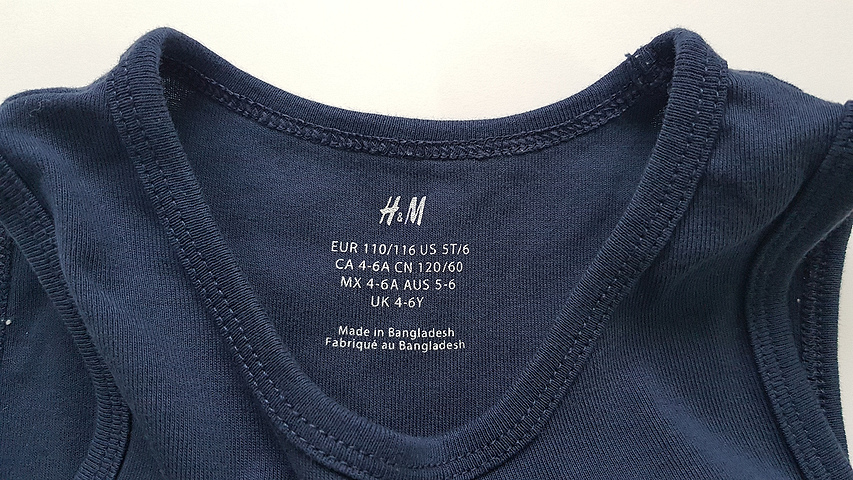 H&M
EUR 110/116 US 5T/6
CA 4-6A CN 120/60
MX 4-6A AUS 5-6
UK 4-6Y
Made in Bangladesh
Fabriqué au Bangladesh